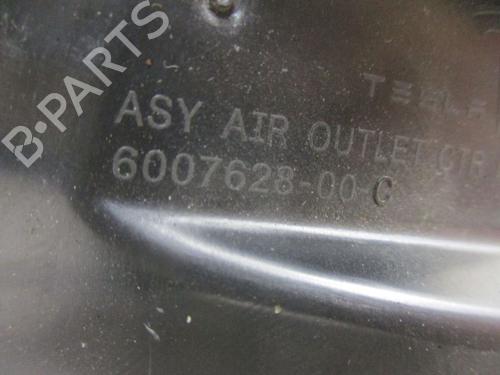 B-PARTS
TESLA
ASY AIR OUTLET,CTR
6007628-00-C